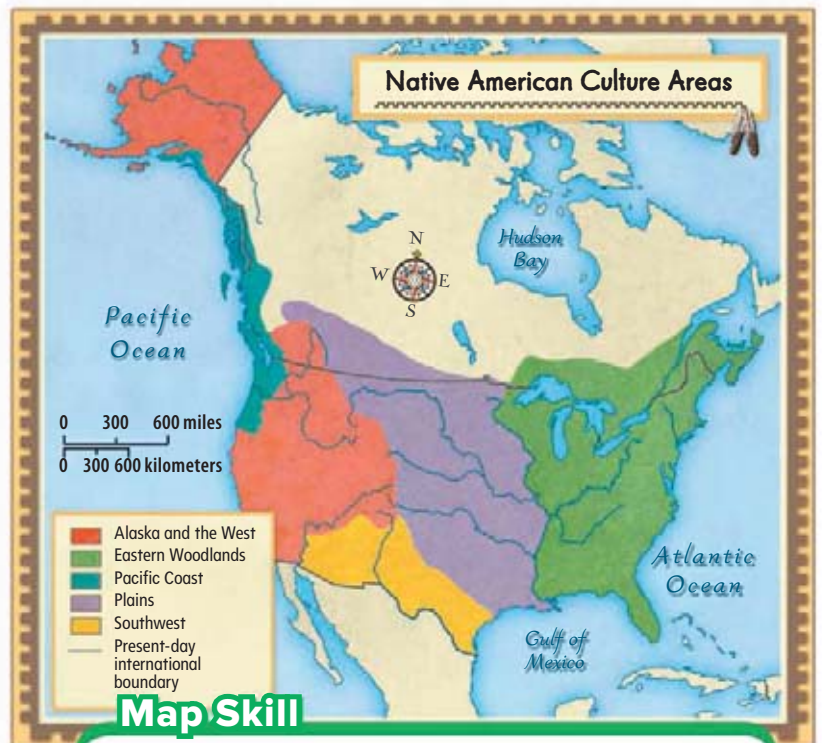 Native American Culture Areas
Hudson
Bay
N
W
E
S
Pacific
Ocean
0 300 600 miles
0 300 600 kilometers
Alaska and the West
Eastern Woodlands
Pacific Coast
Plains
Southwest
Present-day
international
boundary
Atlantic
Ocean
Gulf of
Mexico
Map Skill